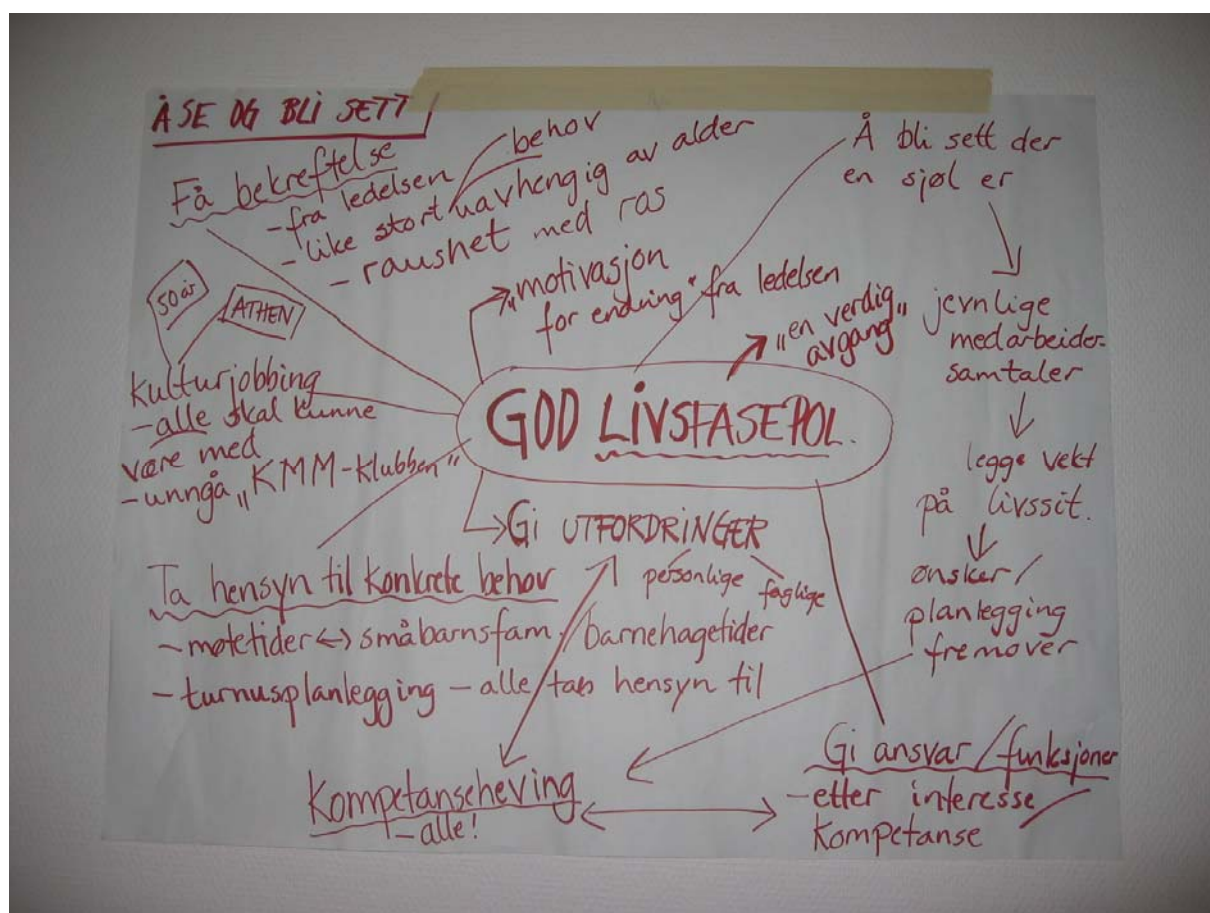 Å SE OG BLI SETT
Få bekreftelse
- fra ledelsen
behov
- like stort uavhengig av alder
- raushet med ros
50 år
ATHEN
Kulturjobbing
- alle skal kunne
være med
- unngå „KMM-klubben"
„motivasjon
for endring" fra ledelsen
„en verdig"
avgang
Å bli sett der
en sjøl er
jevnlige
medarbeider-
samtaler
legge vekt
på livssit.
ønsker/
planlegging
fremover
GOD LIVSFASEPOL.
Gi UTFORDRINGER
personlige
faglige
Ta hensyn til konkrete behov
- møtetider ↔ småbarnsfam./barnehagetider
- turnusplanlegging - alle tas hensyn til
Kompetanseheving
- alle!
Gi ansvar/funksjoner
- etter interesse/
kompetanse